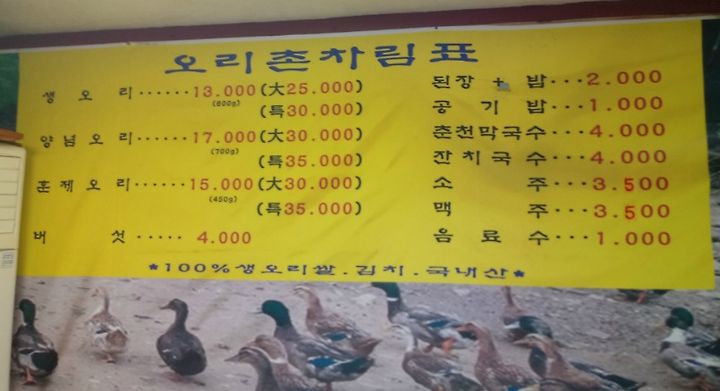 오리촌차림표
생 오 리······13.000(大25.000)
(600g)
(특30.000)
양념오리······17.000(大30.000)
(700g)
(특35.000)
훈제오리······15.000(大30.000)
(450g)
(특35.000)
버 섯····· 4.000
된장 + 밥···2.000
공 기 밥···1.000
춘천막국수···4.000
잔치국수···4.000
소 주···3.500
맥 주···3.500
음 료 수···1.000
*100%생오리쌀.김치.국내산*